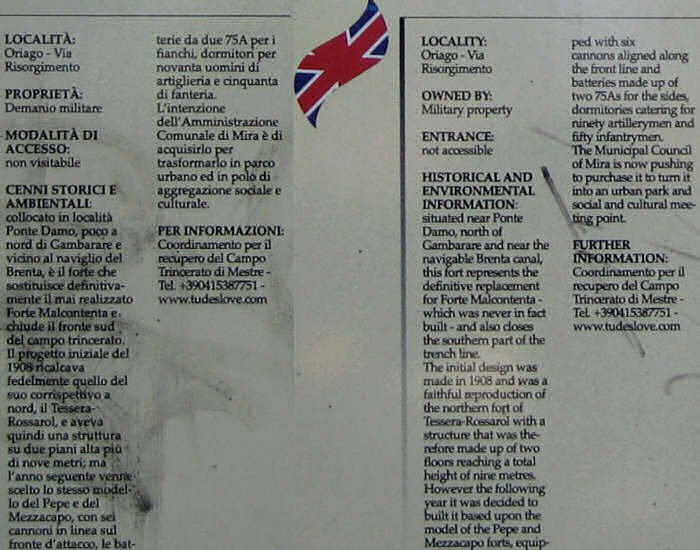 LOCALITÀ:
Oriago - Via
Risorgimento
PROPRIETÀ:
Demanio militare
MODALITÀ DI
ACCESSO:
non visitabile
CENNI STORICI E
AMBIENTALI:
collocato in località
Ponte Damo, poco a
nord di Gambarare e
vicino al naviglio del
Brenta, è il forte che
sostituisce definitiva-
mente il mai realizzato
Forte Malcontenta e
chiude il fronte sud
del campo trincerato.
Il progetto iniziale del
1908 ricalcava
fedelmente quello del
suo corrispettivo a
nord, il Tessera-
Rossarol, e aveva
quindi una struttura
su due piani alta più
di nove metri; ma
l'anno seguente venne
scelto lo stesso model-
lo del Pepe e del
Mezzacapo, con sei
cannoni in linea sul
fronte d'attacco, le bat-
terie da due 75A per i
fianchi, dormitori per
novanta uomini di
artiglieria e cinquanta
di fanteria.
L'intenzione
dell'Amministrazione
Comunale di Mira è di
acquisirlo per
trasformarlo in parco
urbano ed in polo di
aggregazione sociale e
culturale.
PER INFORMAZIONI:
Coordinamento per il
recupero del Campo
Trincerato di Mestre -
Tel. +390415387751 -
www.tudeslove.com
LOCALITY:
Oriago - Via
Risorgimento
OWNED BY:
Military property
ENTRANCE:
not accessible
HISTORICAL AND
ENVIRONMENTAL
INFORMATION:
situated near Ponte
Damo, north of
Gambarare and near the
navigable Brenta canal,
this fort represents the
definitive replacement
for Forte Malcontenta -
which was never in fact
built - and also closes
the southern part of the
trench line.
The initial design was
made in 1908 and was a
faithful reproduction of
the northern fort of
Tessera-Rossarol with a
structure that was the-
refore made up of two
floors reaching a total
height of nine metres.
However the following
year it was decided to
built it based upon the
model of the Pepe and
Mezzacapo forts, equip-
ped with six
cannons aligned along
the front line and
batteries made up of
two 75As for the sides,
dormitories catering for
ninety artillerymen and
fifty infantrymen.
The Municipal Council
of Mira is now pushing
to purchase it to turn it
into an urban park and
social and cultural mee-
ting point.
FURTHER
INFORMATION:
Coordinamento per il
recupero del Campo
Trincerato di Mestre -
Tel. +390415387751 -
www.tudeslove.com